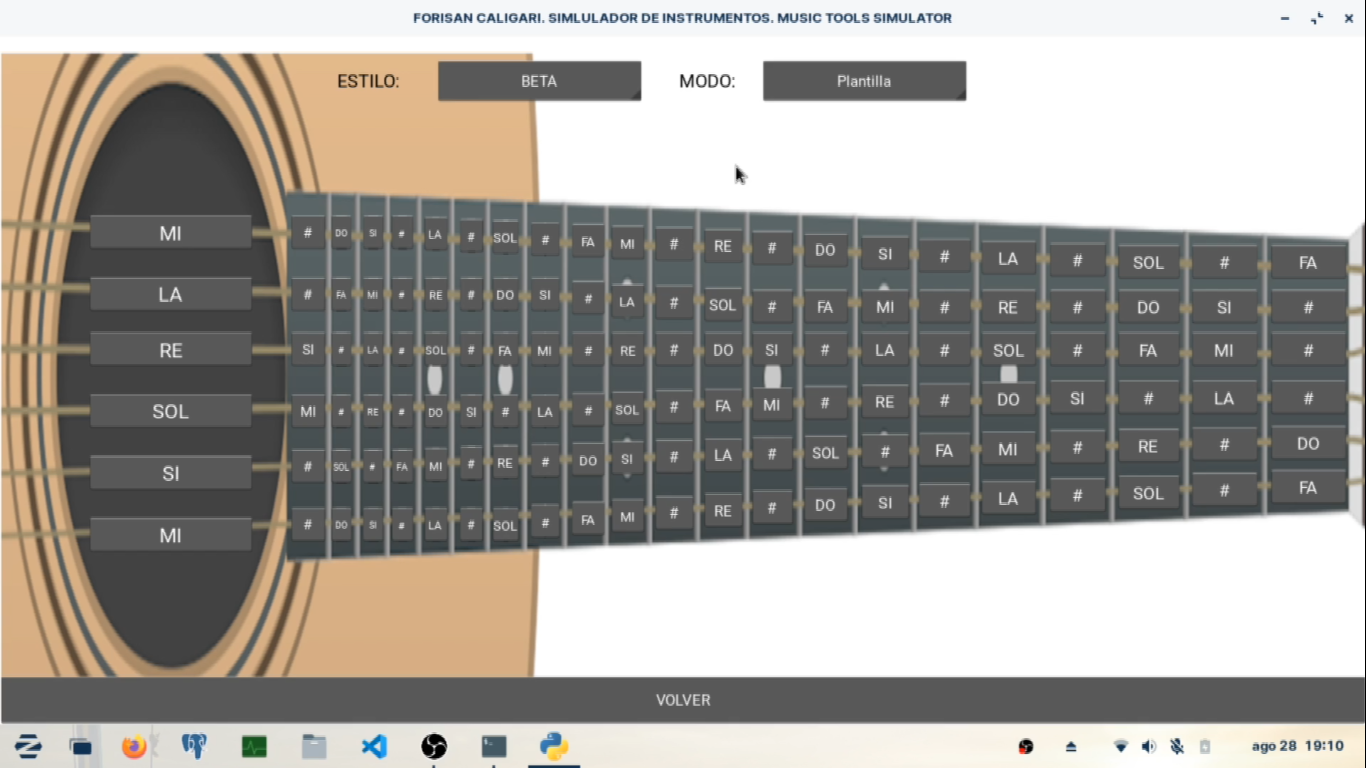 FORISAN CALIGARI. SIMLULADOR DE INSTRUMENTOS. MUSIC TOOLS SIMULATOR
ESTILO: BETA MODO: Plantilla
MI # DO SI # LA # SOL # FA MI # RE # DO SI # LA # SOL # FA
LA # FA MI # RE # DO SI # LA # SOL # FA MI # RE # DO SI #
RE SI # LA # SOL # FA MI # RE # DO SI # LA # SOL # FA MI #
SOL MI # RE # DO SI # LA # SOL # FA MI # RE # DO SI # LA #
SI # SOL # FA MI # RE # DO SI # LA # SOL # FA MI # RE # DO
MI # DO SI # LA # SOL # FA MI # RE # DO SI # LA # SOL # FA
VOLVER
ago 28 19:10